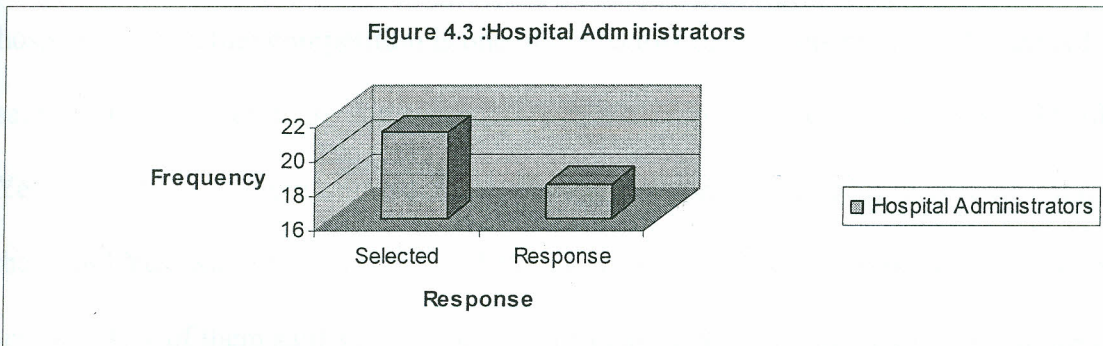 Figure 4.3 :Hospital Administrators
22
20
18
16
Frequency
Selected
Response
Response
Hospital Administrators